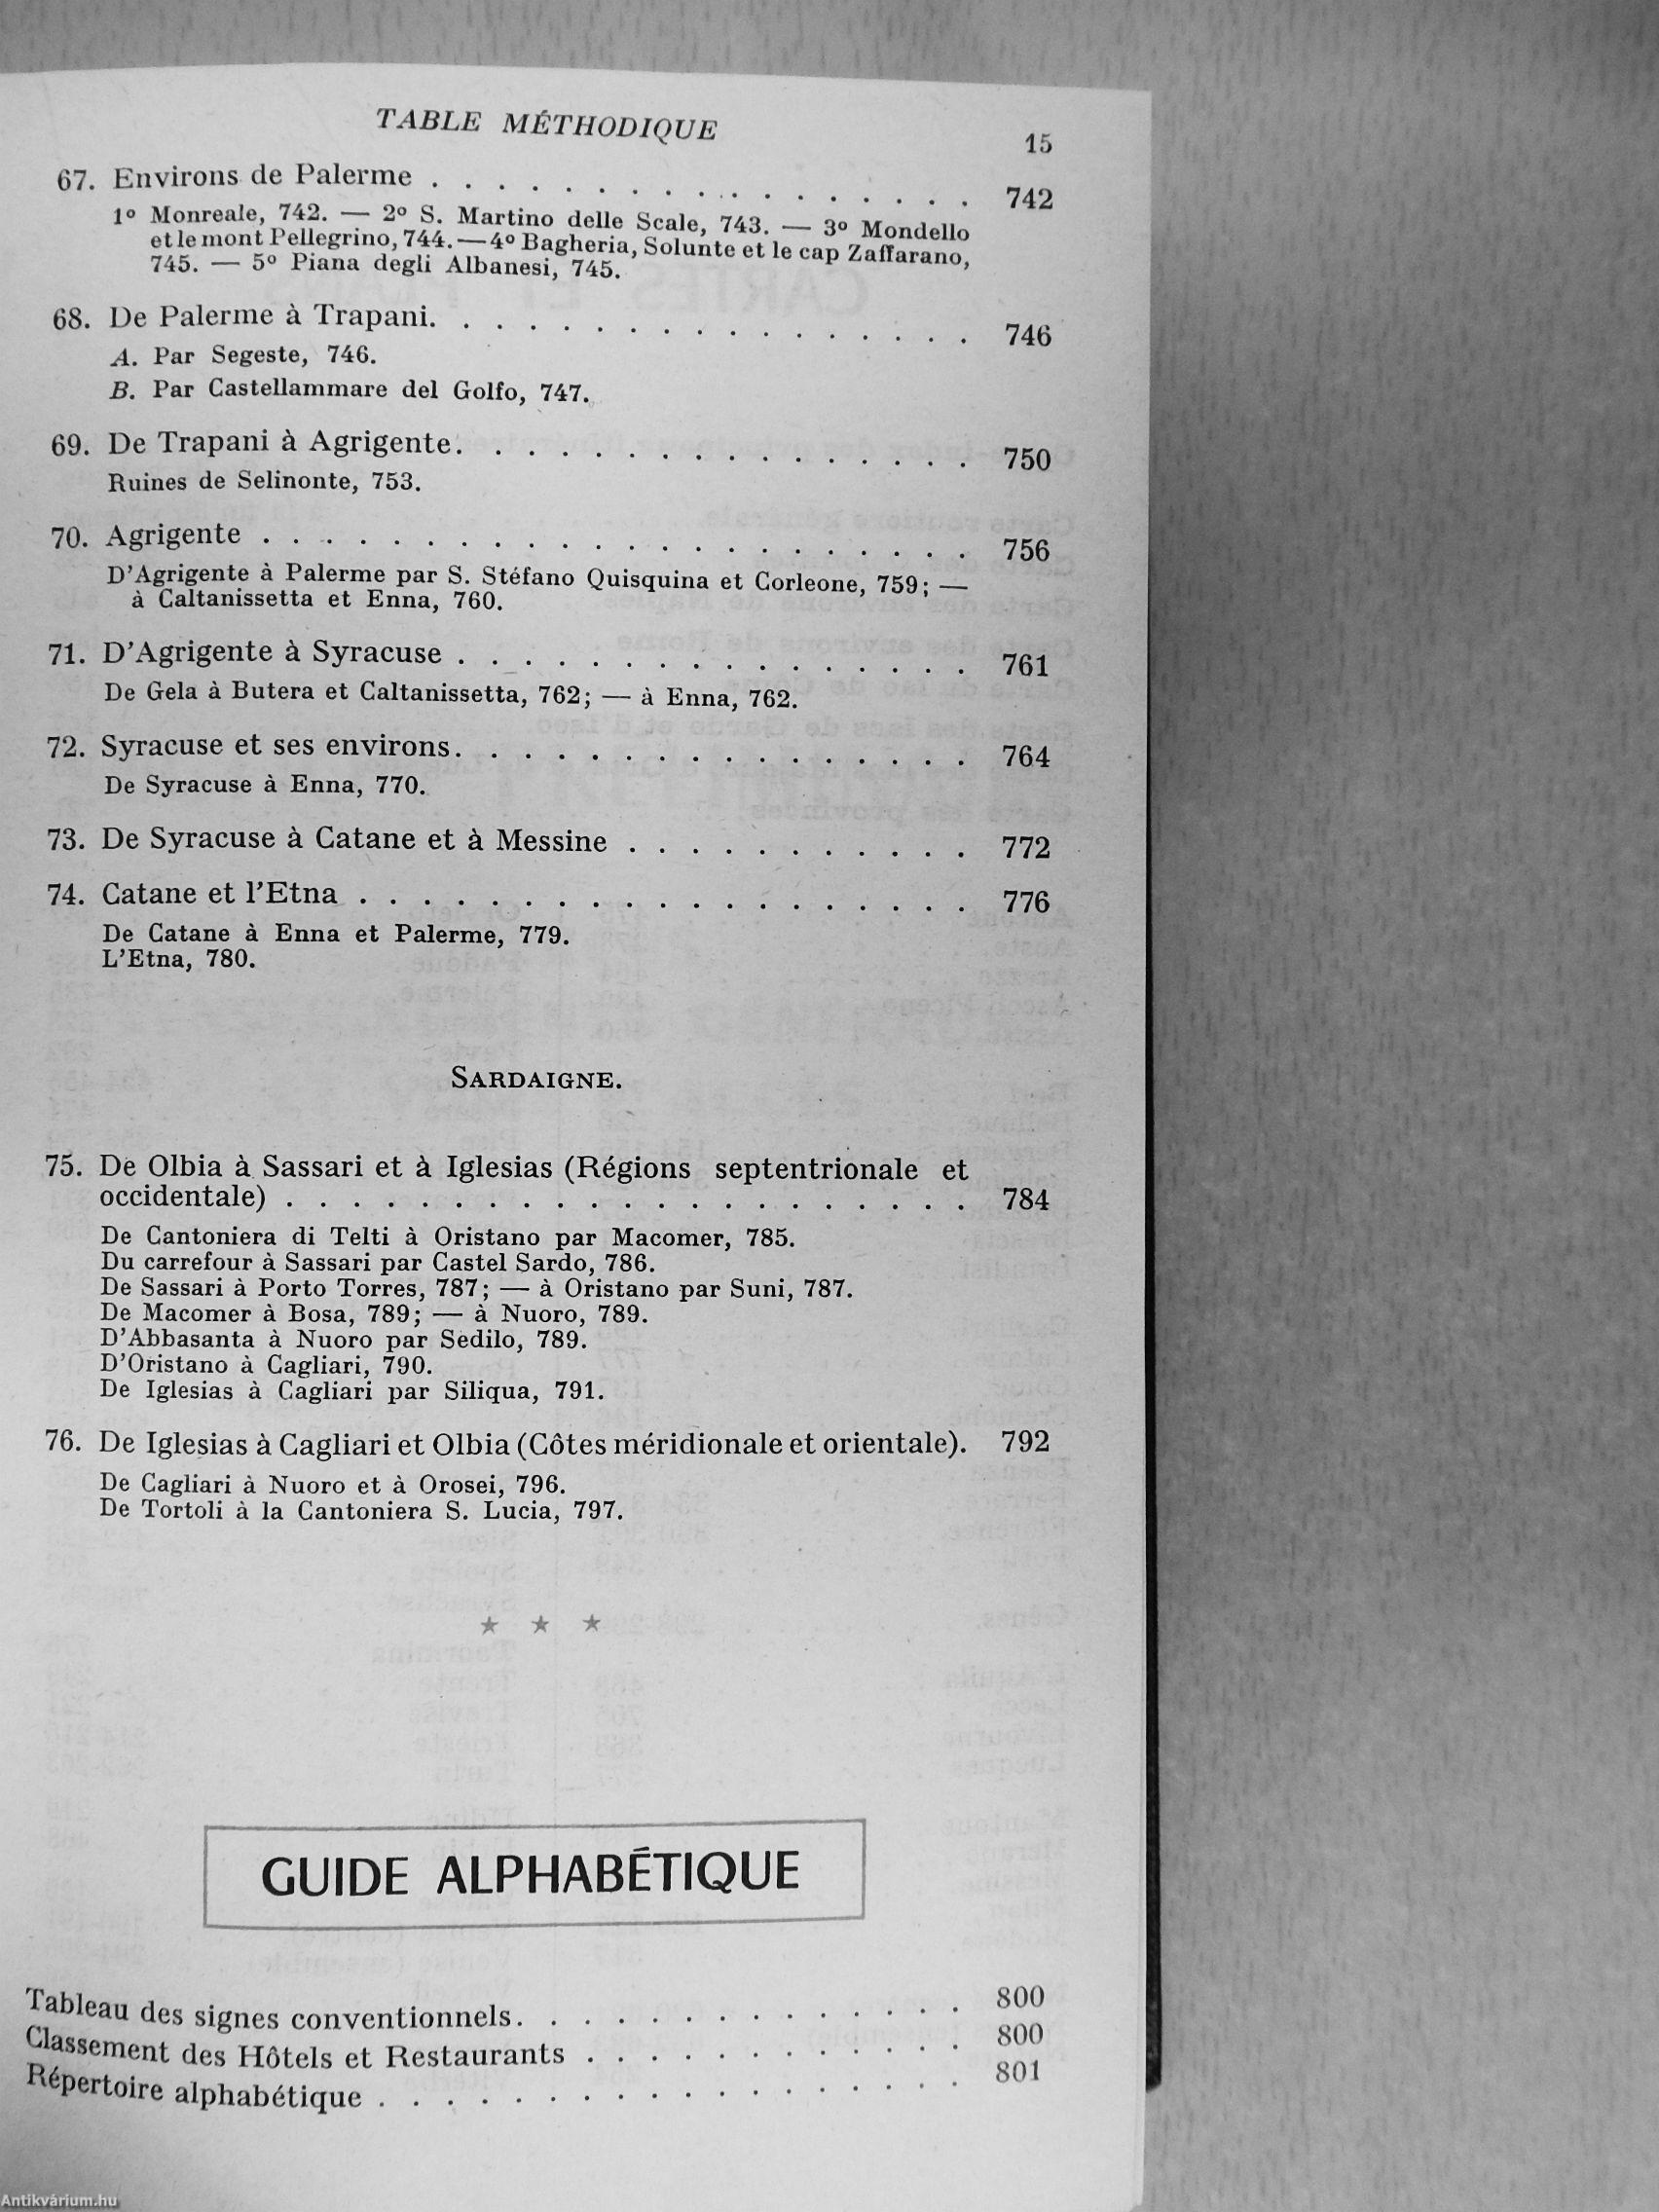 TABLE MÉTHODIQUE 15
67. Environs de Palerme . . . . . . . . . . . . . . . . . 742
1º Monreale, 742. — 2º S. Martino delle Scale, 743. — 3º Mondello
et le mont Pellegrino, 744. — 4º Bagheria, Solunte et le cap Zaffarano,
745. — 5º Piana degli Albanesi, 745.
68. De Palerme à Trapani. . . . . . . . . . . . . . . . . 746
A. Par Segeste, 746.
B. Par Castellammare del Golfo, 747.
69. De Trapani à Agrigente. . . . . . . . . . . . . . . . 750
Ruines de Selinonte, 753.
70. Agrigente . . . . . . . . . . . . . . . . . . . . . . 756
D'Agrigente à Palerme par S. Stéfano Quisquina et Corleone, 759; —
à Caltanissetta et Enna, 760.
71. D'Agrigente à Syracuse . . . . . . . . . . . . . . . . 761
De Gela à Butera et Caltanissetta, 762; — à Enna, 762.
72. Syracuse et ses environs. . . . . . . . . . . . . . . . 764
De Syracuse à Enna, 770.
73. De Syracuse à Catane et à Messine . . . . . . . . . . . 772
74. Catane et l'Etna . . . . . . . . . . . . . . . . . . . 776
De Catane à Enna et Palerme, 779.
L'Etna, 780.
SARDAIGNE.
75. De Olbia à Sassari et à Iglesias (Régions septentrionale et
occidentale) . . . . . . . . . . . . . . . . . . . . . 784
De Cantoniera di Telti à Oristano par Macomer, 785.
Du carrefour à Sassari par Castel Sardo, 786.
De Sassari à Porto Torres, 787; — à Oristano par Suni, 787.
De Macomer à Bosa, 789; — à Nuoro, 789.
D'Abbasanta à Nuoro par Sedilo, 789.
D'Oristano à Cagliari, 790.
De Iglesias à Cagliari par Siliqua, 791.
76. De Iglesias à Cagliari et Olbia (Côtes méridionale et orientale). 792
De Cagliari à Nuoro et à Orosei, 796.
De Tortoli à la Cantoniera S. Lucia, 797.
GUIDE ALPHABÉTIQUE
Tableau des signes conventionnels. . . . . . . . . . . . . . 800
Classement des Hôtels et Restaurants . . . . . . . . . . . . 800
Répertoire alphabétique . . . . . . . . . . . . . . . . . . 801
Antikvárium.hu